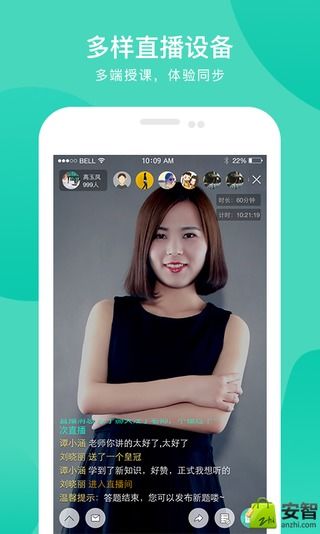 多样直播设备
多端授课，体验同步
BELL
10:09 AM
22%
高玉凤
999人
时长：60分钟
计时：10:21:19
次直播
谭小涵 老师你讲的太好了,太好了
刘晓丽 送了一个皇冠
谭小涵 学到了新知识，好赞，正式我想听的
刘晓丽 进入直播间
温馨提示：答题结束，您可以发布新题喽~
安智
anzhi.com
zhi